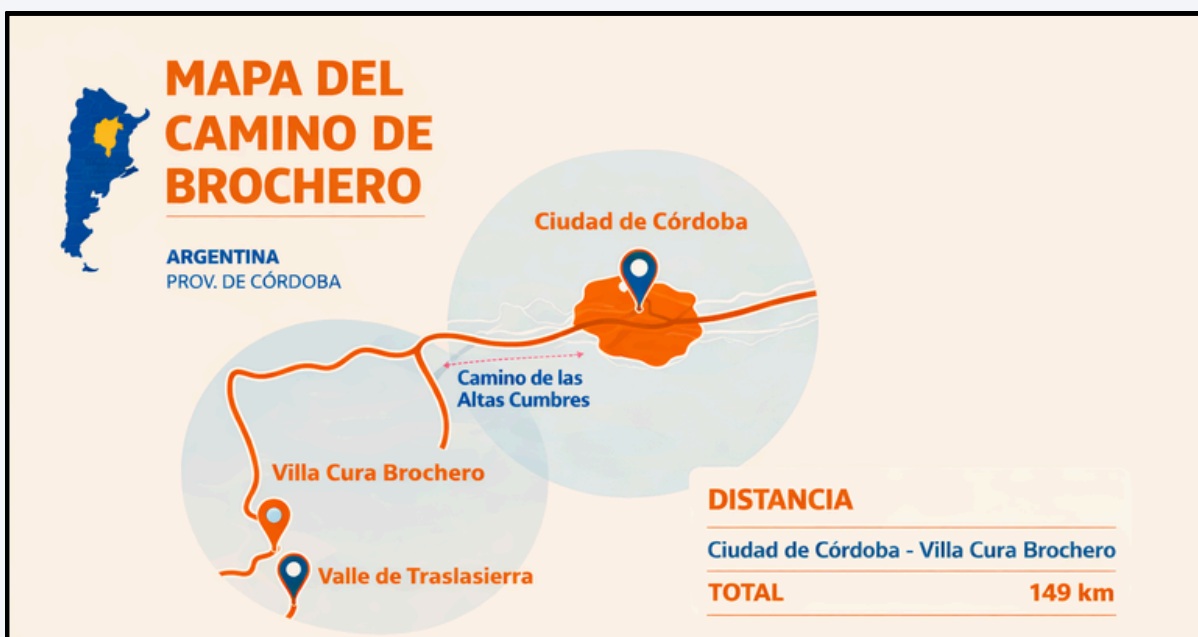 MAPA DEL
CAMINO DE
BROCHERO
ARGENTINA
PROV. DE CÓRDOBA
Ciudad de Córdoba
Camino de las
Altas Cumbres
Villa Cura Brochero
Valle de Traslasierra
DISTANCIA
Ciudad de Córdoba - Villa Cura Brochero
TOTAL 149 km